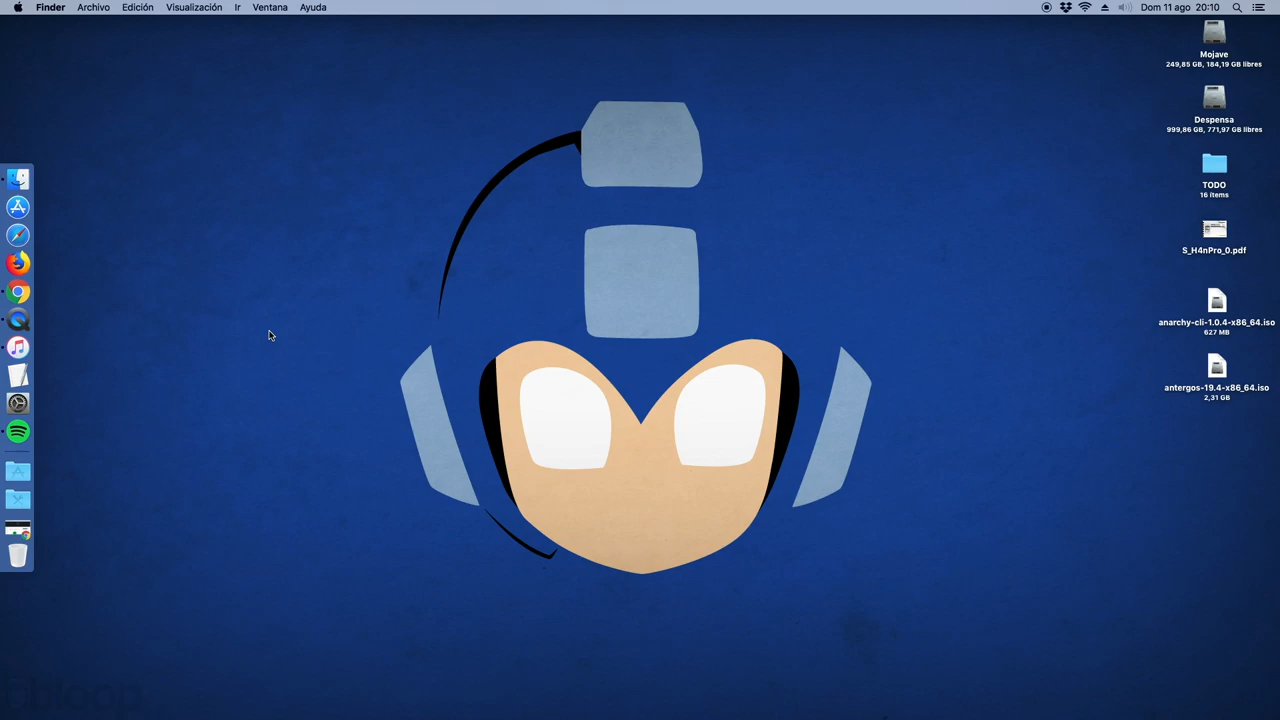 Finder Archivo Edición Visualización Ir Ventana Ayuda Dom 11 ago 20:10
Mojave
249,85 GB, 184,19 GB libres
Despensa
999,86 GB, 771,97 GB libres
TODO
16 ítems
S_H4nPro_0.pdf
anarchy-cli-1.0.4-x86_64.iso
627 MB
antergos-19.4-x86_64.iso
2,31 GB